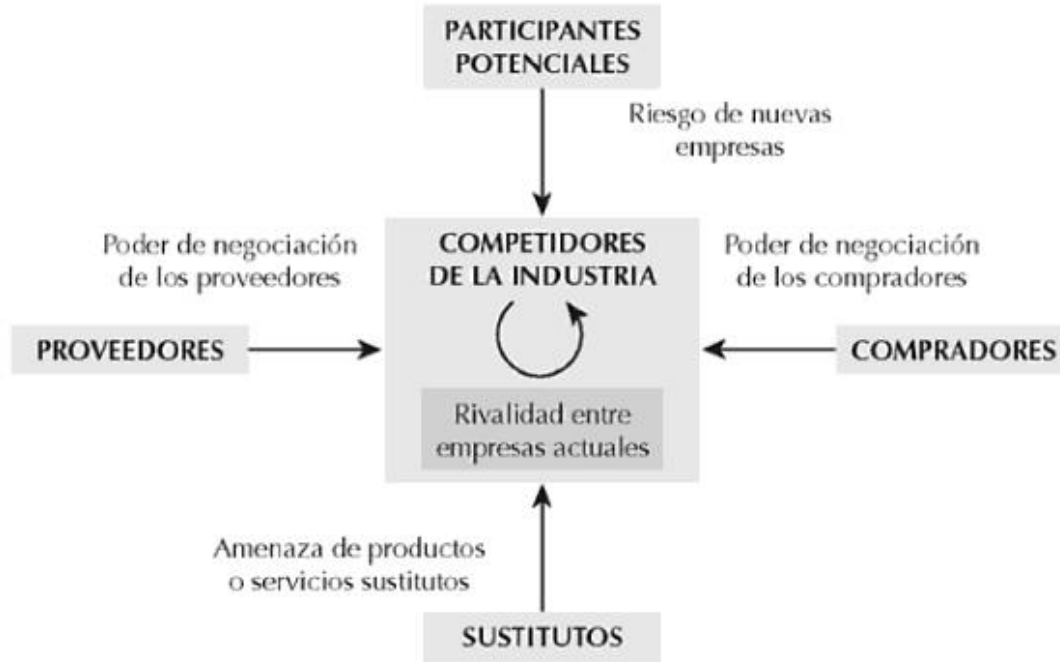 PARTICIPANTES
POTENCIALES
Riesgo de nuevas
empresas
Poder de negociación
de los proveedores
COMPETIDORES
DE LA INDUSTRIA
Poder de negociación
de los compradores
PROVEEDORES
COMPRADORES
Rivalidad entre
empresas actuales
Amenaza de productos
o servicios sustitutos
SUSTITUTOS